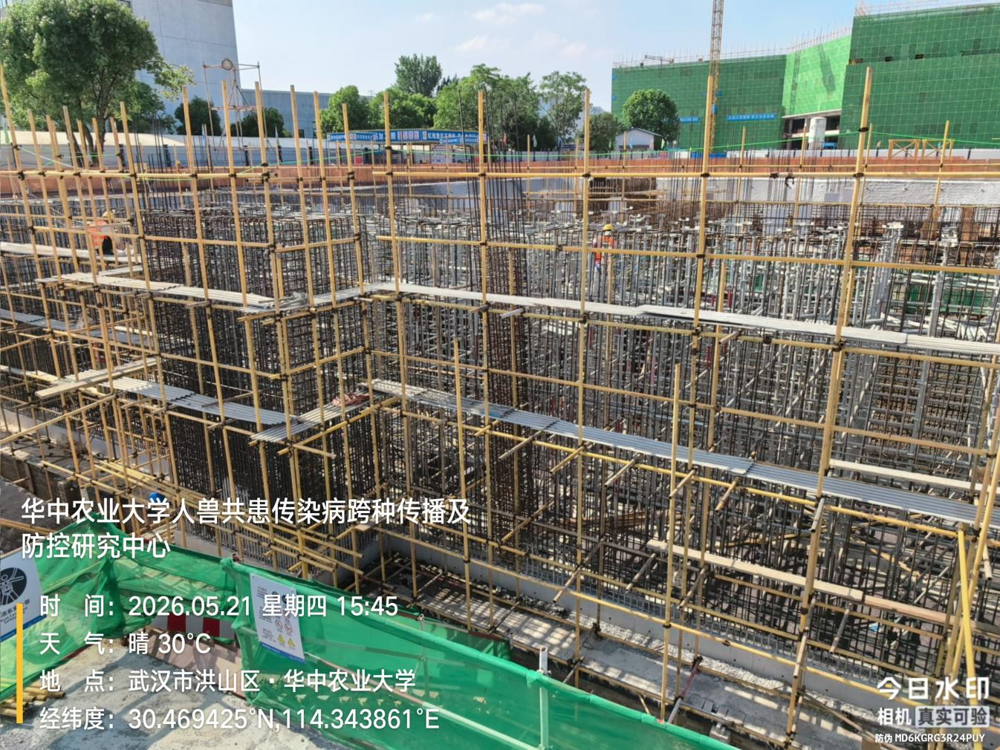 华中农业大学人兽共患传染病跨种传播及
防控研究中心
时 间：2026.05.21 星期四 15:45
天 气：晴 30℃
地 点：武汉市洪山区·华中农业大学
经纬度：30.469425°N,114.343861°E
今日水印
相机 真实可验
防伪 MD6KGRG3R24PUY